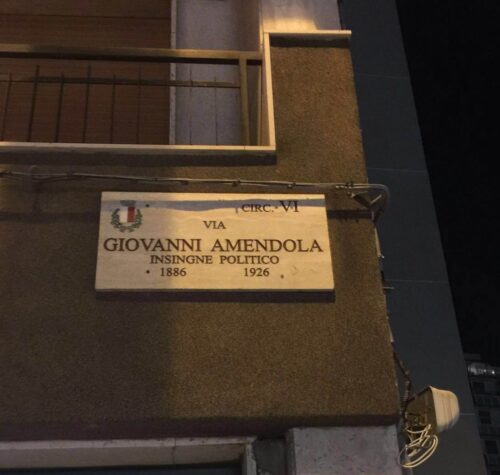 CIRC. VI
VIA
GIOVANNI AMENDOLA
INSINGNE POLITICO
• 1886 1926 •